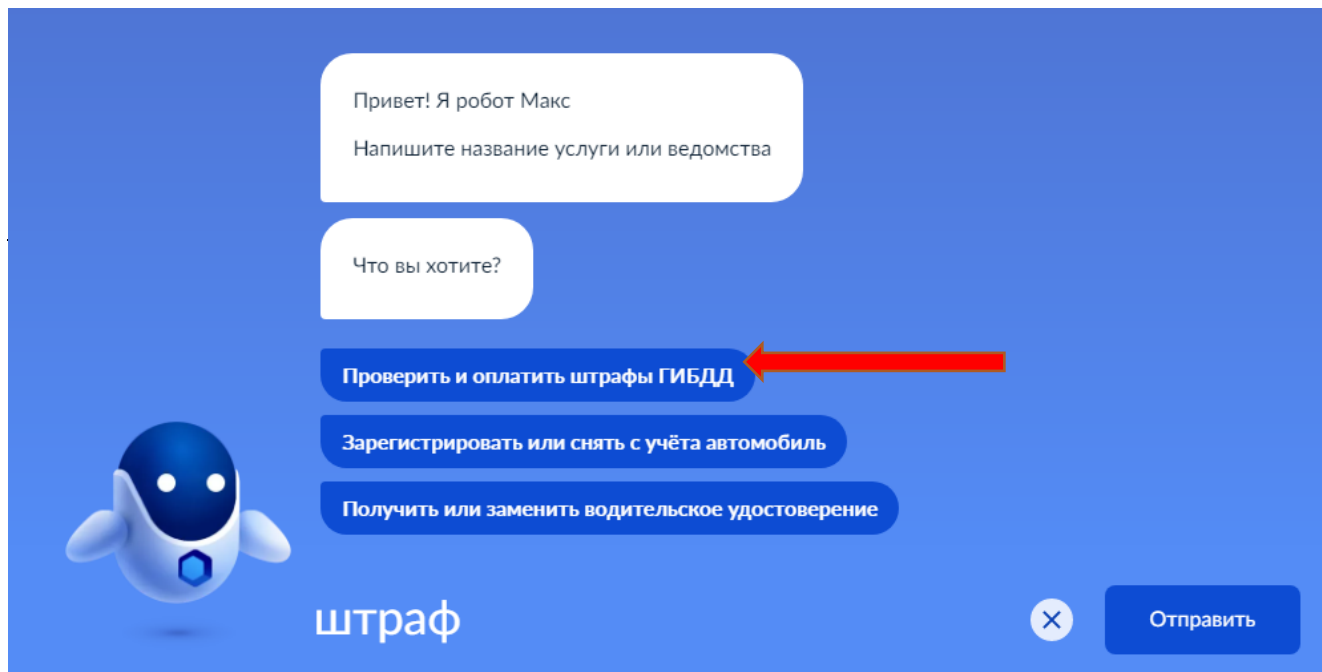 Привет! Я робот Макс
Напишите название услуги или ведомства
Что вы хотите?
Проверить и оплатить штрафы ГИБДД
Зарегистрировать или снять с учёта автомобиль
Получить или заменить водительское удостоверение
штраф
Отправить